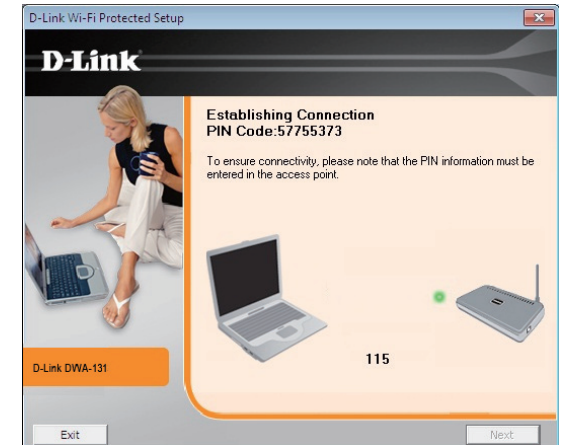 D-Link Wi-Fi Protected Setup
D-Link
Establishing Connection
PIN Code:57755373
To ensure connectivity, please note that the PIN information must be
entered in the access point.
115
D-Link DWA-131
Exit
Next